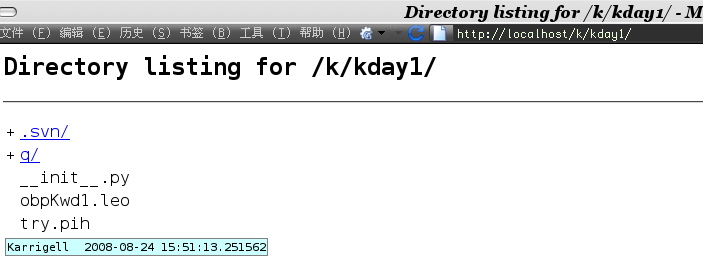 Directory listing for /k/kday1/ - M
文件 (F) 编辑 (E) 历史 (S) 书签 (B) 工具 (T) 帮助 (H) http://localhost/k/kday1/
Directory listing for /k/kday1/
+ .svn/
+ q/
__init__.py
obpKwd1.leo
try.pih
Karrigell 2008-08-24 15:51:13.251562